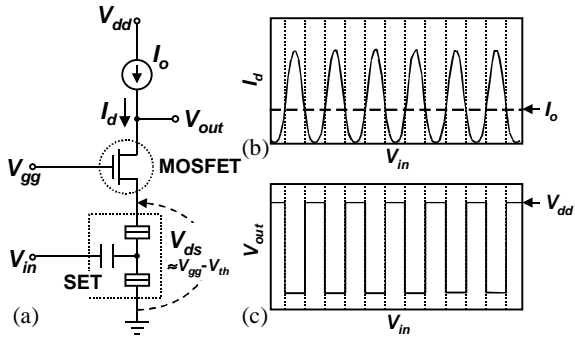 V_dd
I_o
I_d
V_out
V_gg
MOSFET
V_ds
≈V_gg-V_th
V_in
SET
(a)
I_d
I_o
(b)
V_in
V_out
V_dd
(c)
V_in